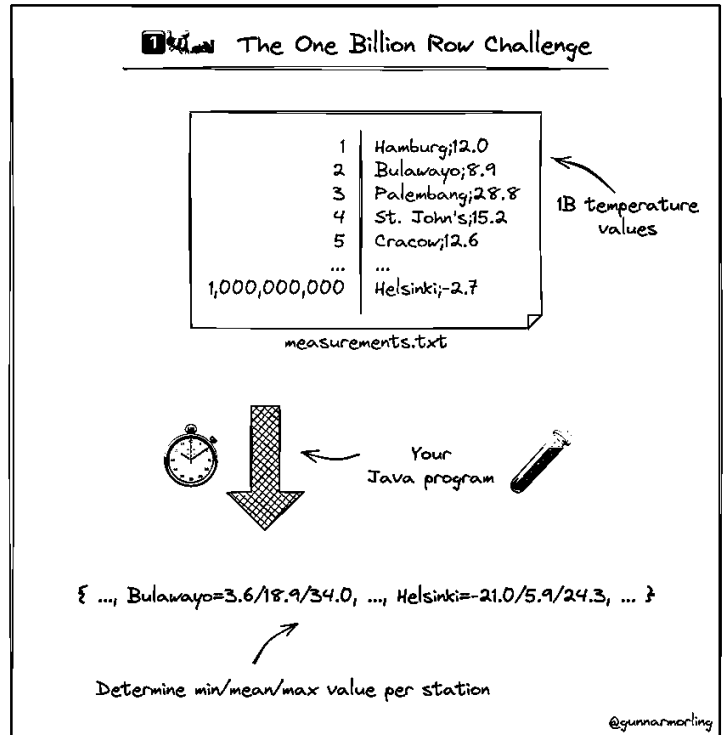 1 The One Billion Row Challenge
1 Hamburg;12.0
2 Bulawayo;8.9
3 Palembang;28.8
4 St. John's;15.2
5 Cracow;12.6
... ...
1,000,000,000 Helsinki;-2.7
1B temperature
values
measurements.txt
Your
Java program
{ ..., Bulawayo=3.6/18.9/34.0, ..., Helsinki=-21.0/5.9/24.3, ... }
Determine min/mean/max value per station
@gunnarmorling